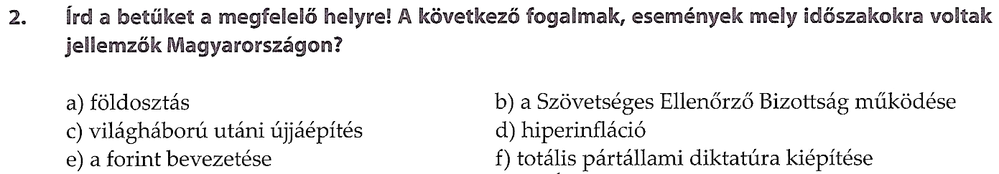 2. Írd a betűket a megfelelő helyre! A következő fogalmak, események mely időszakokra voltak
jellemzők Magyarországon?
a) földosztás b) a Szövetséges Ellenőrző Bizottság működése
c) világháború utáni újjáépítés d) hiperinfláció
e) a forint bevezetése f) totális pártállami diktatúra kiépítése